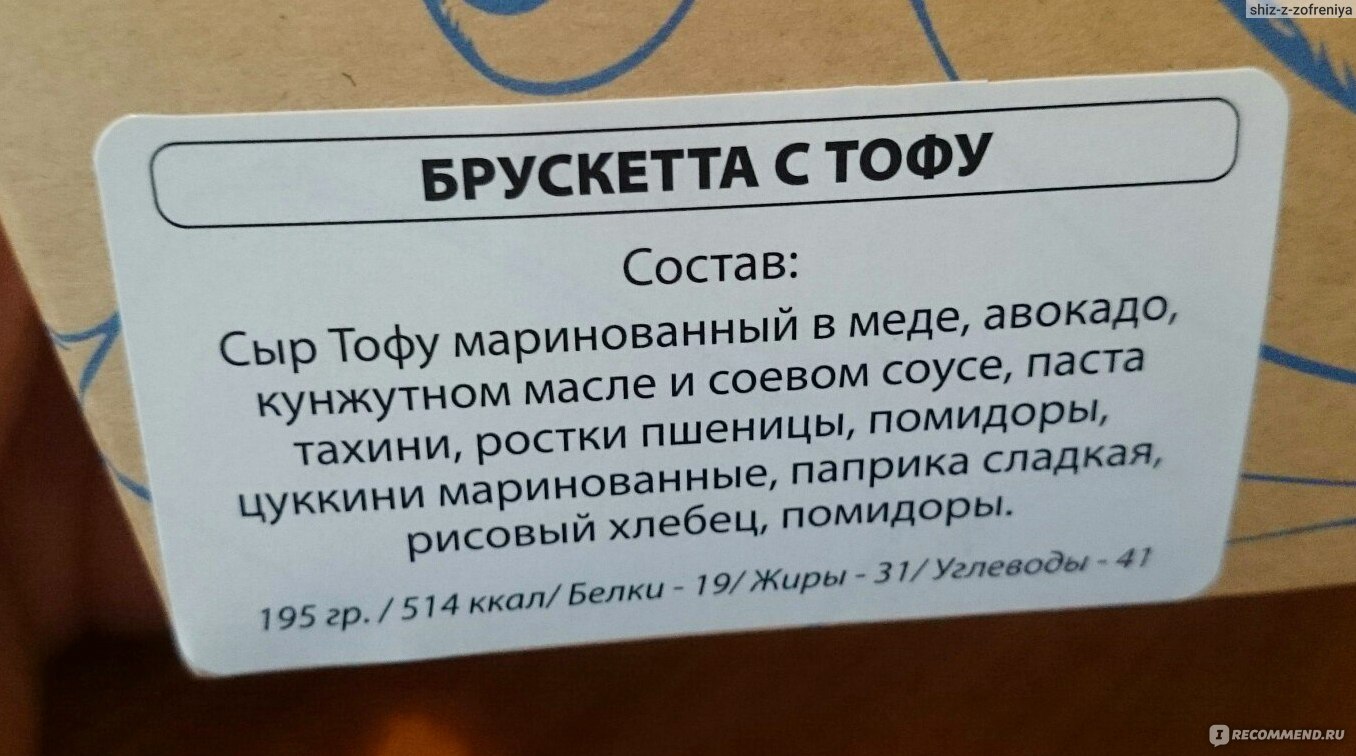 shiz-z-zofreniya
БРУСКЕТТА С ТОФУ
Состав:
Сыр Тофу маринованный в меде, авокадо,
кунжутном масле и соевом соусе, паста
тахини, ростки пшеницы, помидоры,
цуккини маринованные, паприка сладкая,
рисовый хлебец, помидоры.
195 гр. / 514 ккал/ Белки - 19/ Жиры - 31/ Углеводы - 41
I RECOMMEND.RU